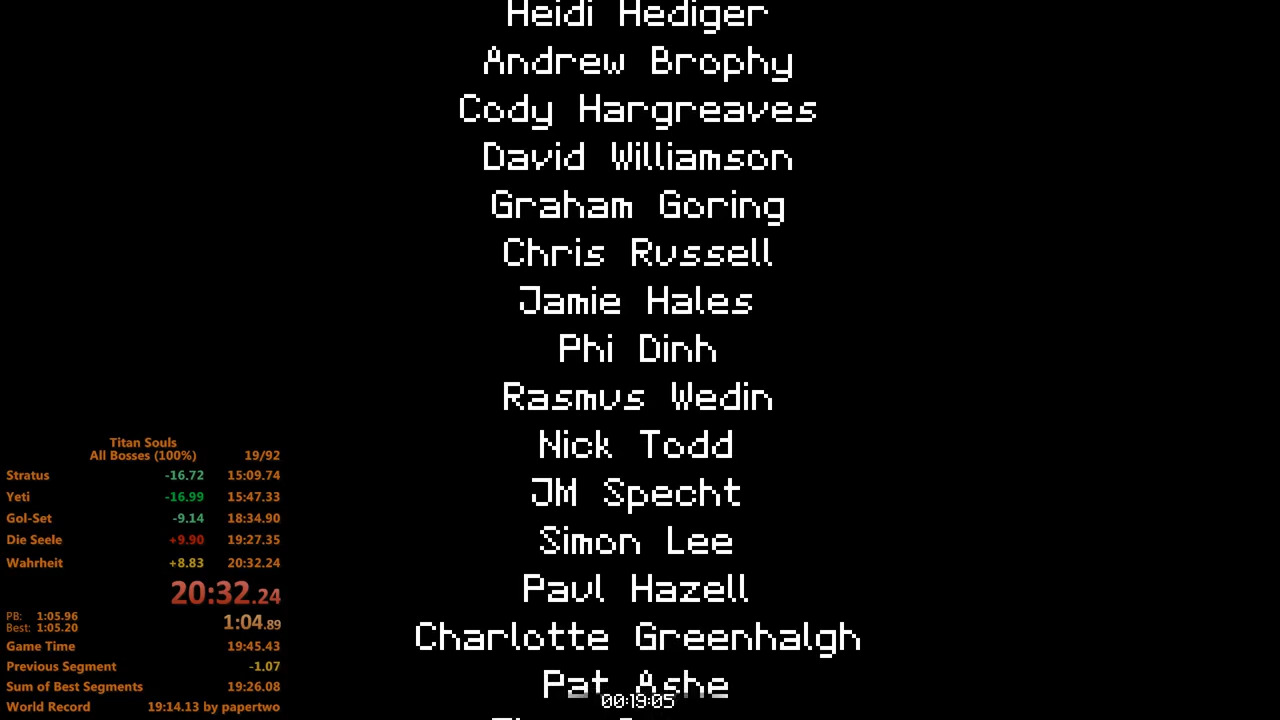 Heidi Hediger
Andrew Brophy
Cody Hargreaves
David Williamson
Graham Goring
Chris Russell
Jamie Hales
Phi Dinh
Rasmus Wedin
Nick Todd
JM Specht
Simon Lee
Paul Hazell
Charlotte Greenhalgh
Pat Ashe
00:19:05
Titan Souls
All Bosses (100%) 19/92
Stratus -16.72 15:09.74
Yeti -16.99 15:47.33
Gol-Set -9.14 18:34.90
Die Seele +9.90 19:27.35
Wahrheit +8.83 20:32.24
20:32.24
PB: 1:05.96
Best: 1:05.20
1:04.89
Game Time 19:45.43
Previous Segment -1.07
Sum of Best Segments 19:26.08
World Record 19:14.13 by papertwo